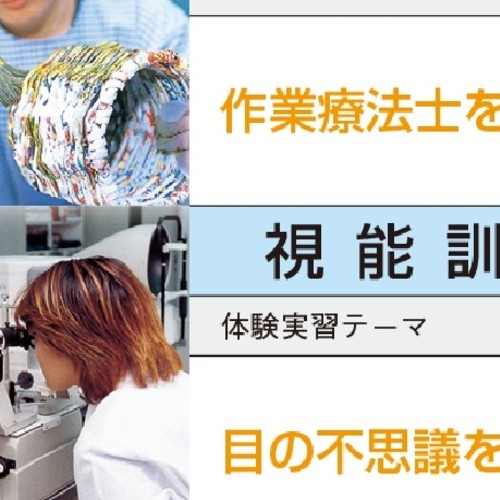 作業療法士を
視能訓
体験実習テーマ
目の不思議を